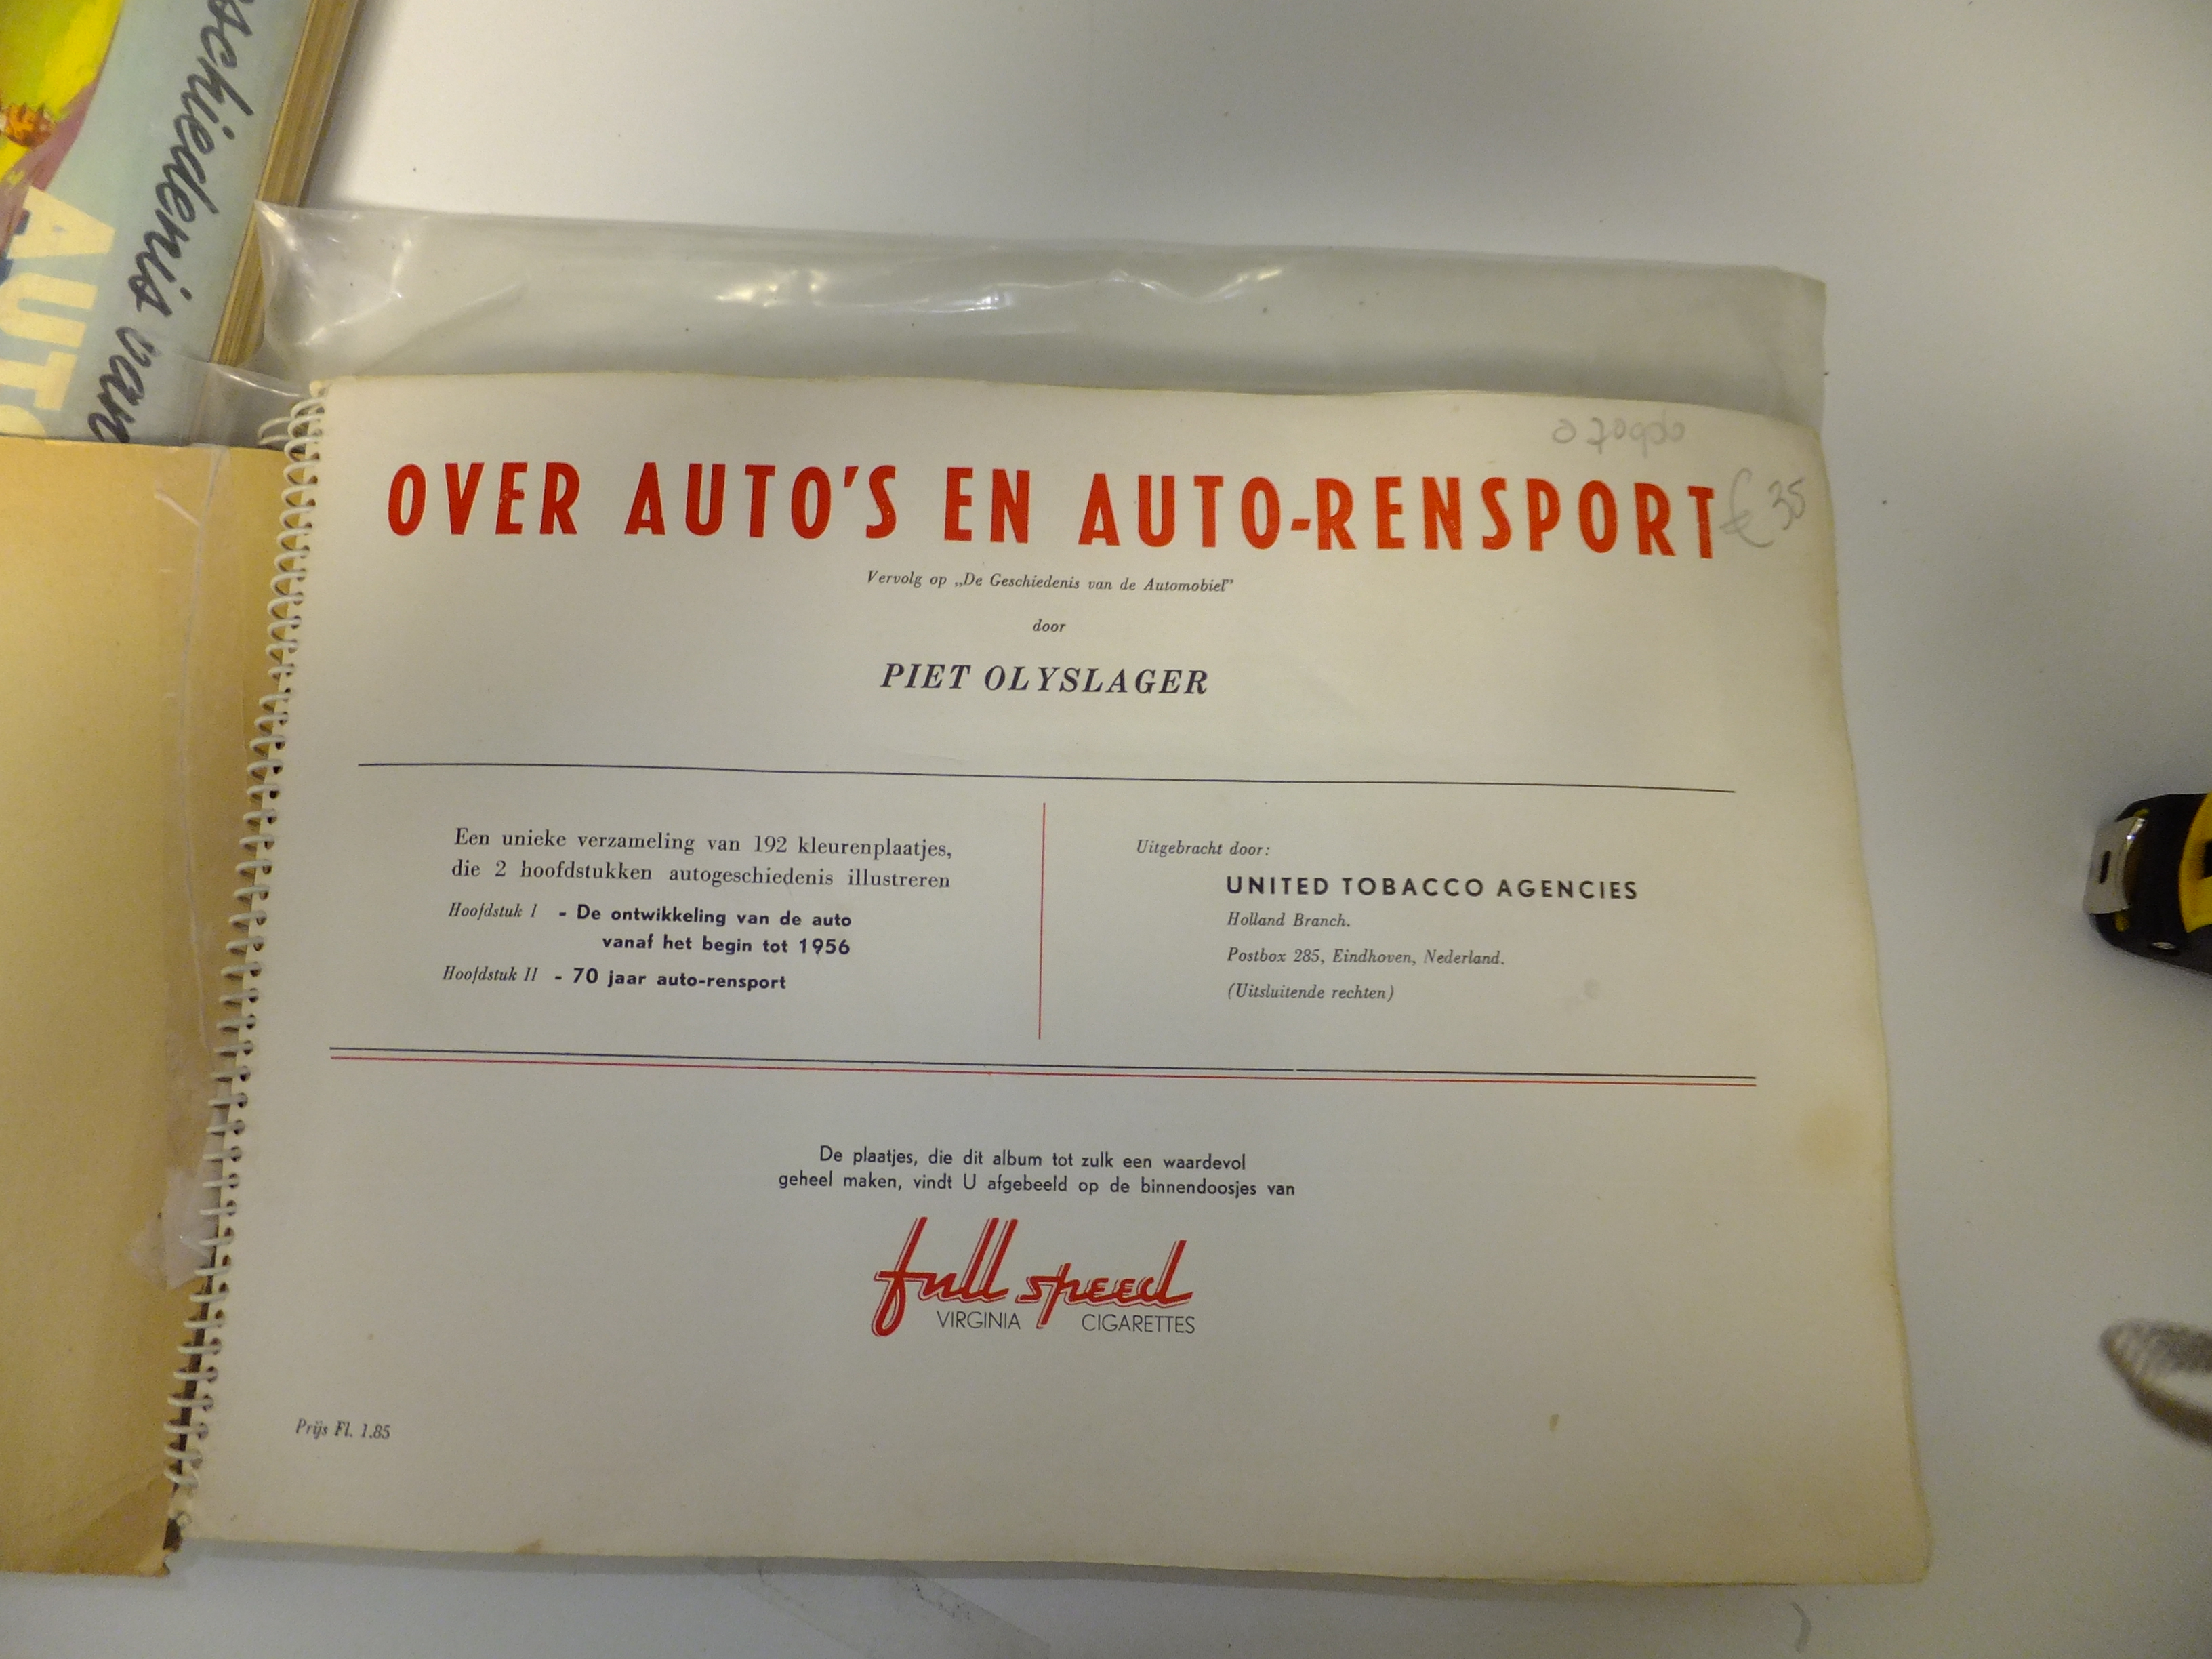 schiedenis van
AUTO
OVER AUTO'S EN AUTO-RENSPORT
€ 35
Vervolg op „De Geschiedenis van de Automobiel"
door
PIET OLYSLAGER
Een unieke verzameling van 192 kleurenplaatjes,
die 2 hoofdstukken autogeschiedenis illustreren
Hoofdstuk I - De ontwikkeling van de auto
vanaf het begin tot 1956
Hoofdstuk II - 70 jaar auto-rensport
Uitgebracht door:
UNITED TOBACCO AGENCIES
Holland Branch.
Postbox 285, Eindhoven, Nederland.
(Uitsluitende rechten)
De plaatjes, die dit album tot zulk een waardevol
geheel maken, vindt U afgebeeld op de binnendoosjes van
full speed
VIRGINIA CIGARETTES
Prijs Fl. 1.85